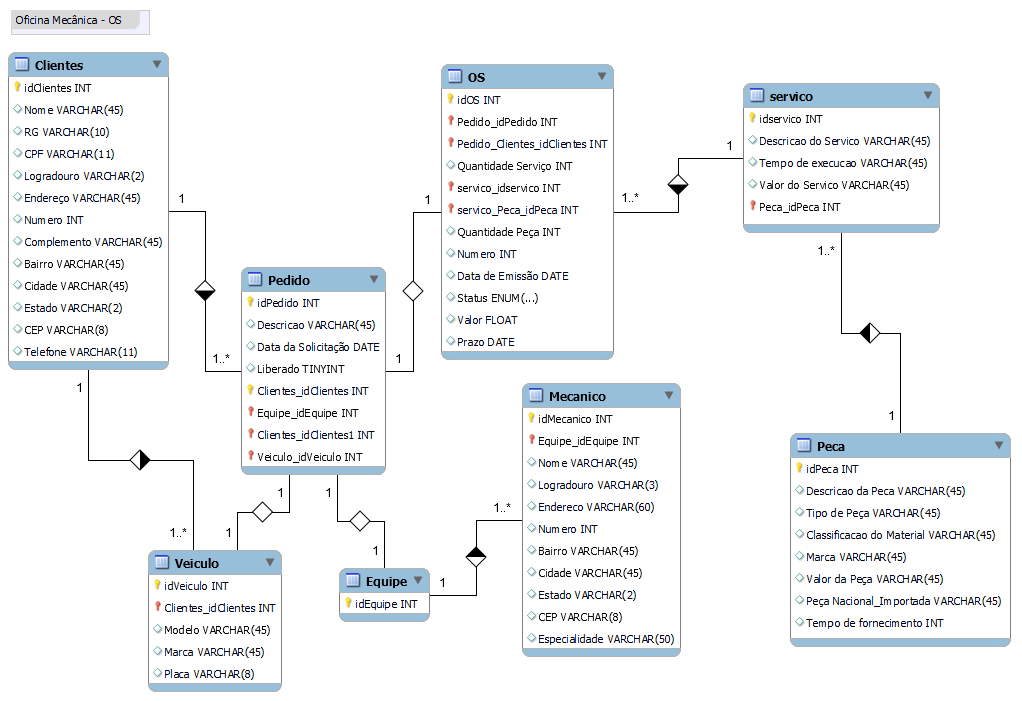 Oficina Mecânica - OS
Clientes
idClientes INT
Nome VARCHAR(45)
RG VARCHAR(10)
CPF VARCHAR(11)
Logradouro VARCHAR(2)
Endereço VARCHAR(45)
Numero INT
Complemento VARCHAR(45)
Bairro VARCHAR(45)
Cidade VARCHAR(45)
Estado VARCHAR(2)
CEP VARCHAR(8)
Telefone VARCHAR(11)
1
1..*
1
1..*
Pedido
idPedido INT
Descricao VARCHAR(45)
Data da Solicitação DATE
Liberado TINYINT
Clientes_idClientes INT
Equipe_idEquipe INT
Clientes_idClientes1 INT
Veiculo_idVeiculo INT
1
1
1
1
1
1
Veiculo
idVeiculo INT
Clientes_idClientes INT
Modelo VARCHAR(45)
Marca VARCHAR(45)
Placa VARCHAR(8)
Equipe
idEquipe INT
1
1..*
OS
idOS INT
Pedido_idPedido INT
Pedido_Clientes_idClientes INT
Quantidade Serviço INT
servico_idservico INT
servico_Peca_idPeca INT
Quantidade Peça INT
Numero INT
Data de Emissão DATE
Status ENUM(...)
Valor FLOAT
Prazo DATE
1..*
1
Mecanico
idMecanico INT
Equipe_idEquipe INT
Nome VARCHAR(45)
Logradouro VARCHAR(3)
Endereco VARCHAR(60)
Numero INT
Bairro VARCHAR(45)
Cidade VARCHAR(45)
Estado VARCHAR(2)
CEP VARCHAR(8)
Especialidade VARCHAR(50)
servico
idservico INT
Descricao do Servico VARCHAR(45)
Tempo de execucao VARCHAR(45)
Valor do Servico VARCHAR(45)
Peca_idPeca INT
1..*
1
Peca
idPeca INT
Descricao da Peca VARCHAR(45)
Tipo de Peça VARCHAR(45)
Classificacao do Material VARCHAR(45)
Marca VARCHAR(45)
Valor da Peça VARCHAR(45)
Peça Nacional_Importada VARCHAR(45)
Tempo de fornecimento INT